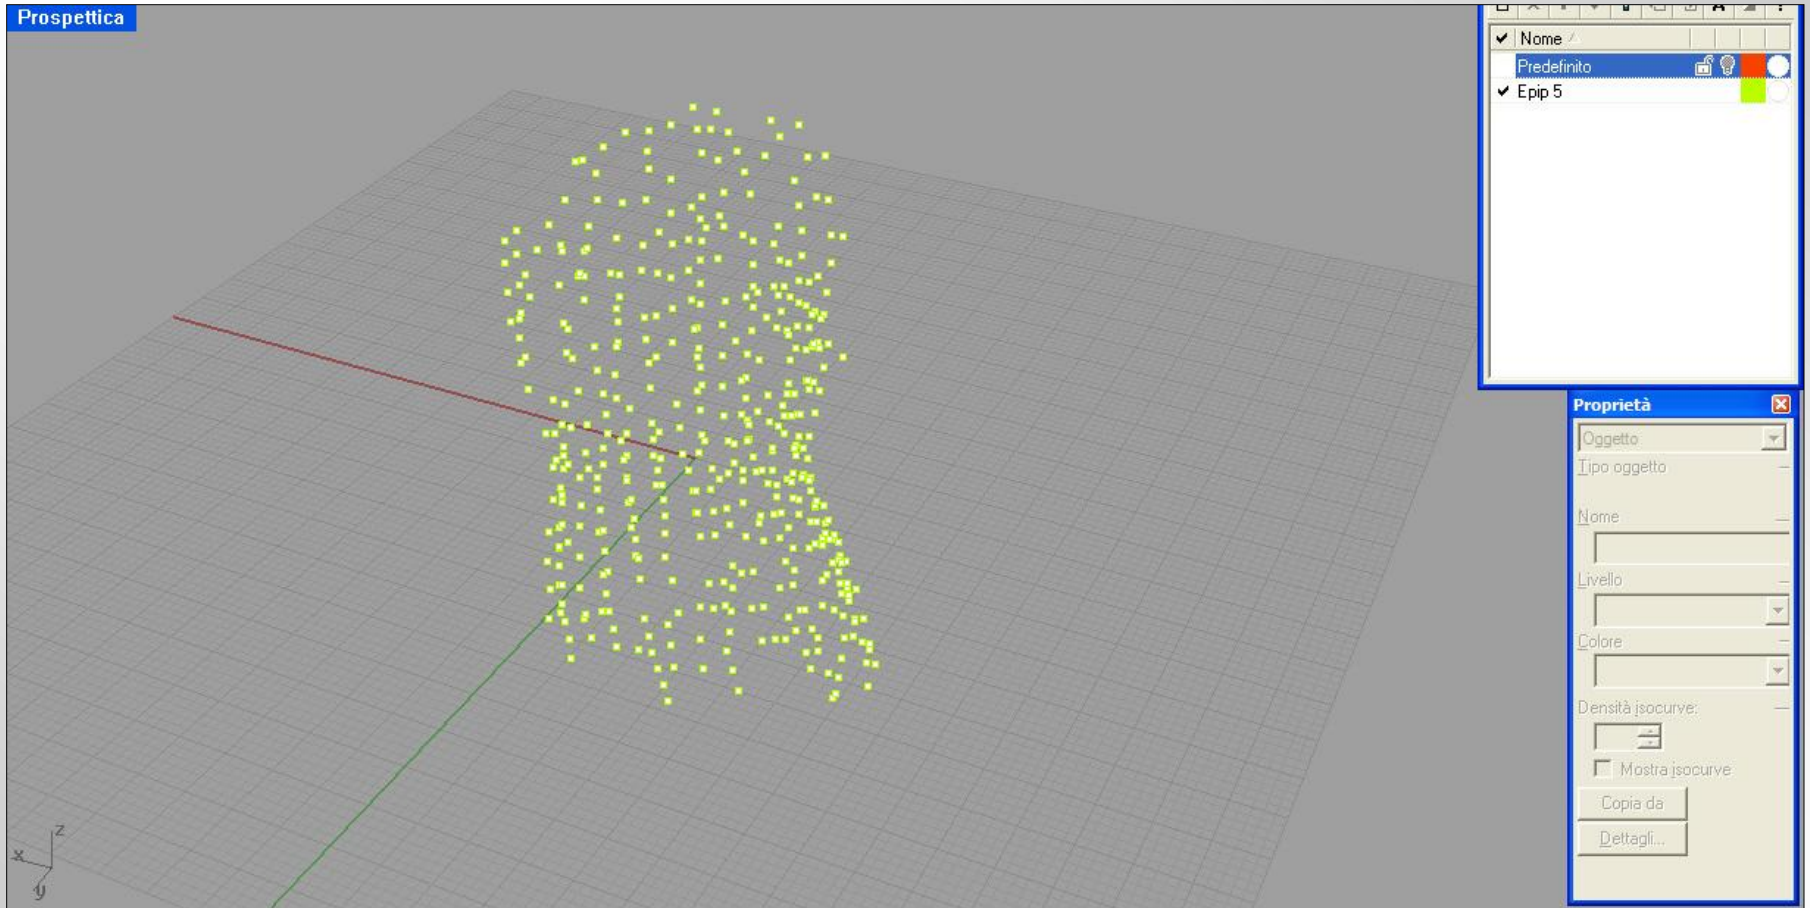 Prospettica
Nome
Predefinito
Epip 5
Proprietà
Oggetto
Tipo oggetto
Nome
Livello
Colore
Densità isocurve:
Mostra isocurve
Copia da
Dettagli...
z
x
y